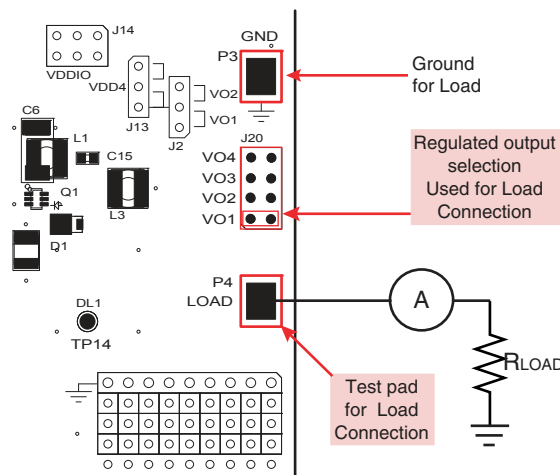 J14
VDDIO
GND
P3
VDD4
VO2
VO1
J13
J2
Ground
for Load
C6
L1
C15
Q1
L3
D1
J20
VO4
VO3
VO2
VO1
Regulated output
selection
Used for Load
Connection
P4
LOAD
A
RLOAD
DL1
TP14
Test pad
for Load
Connection